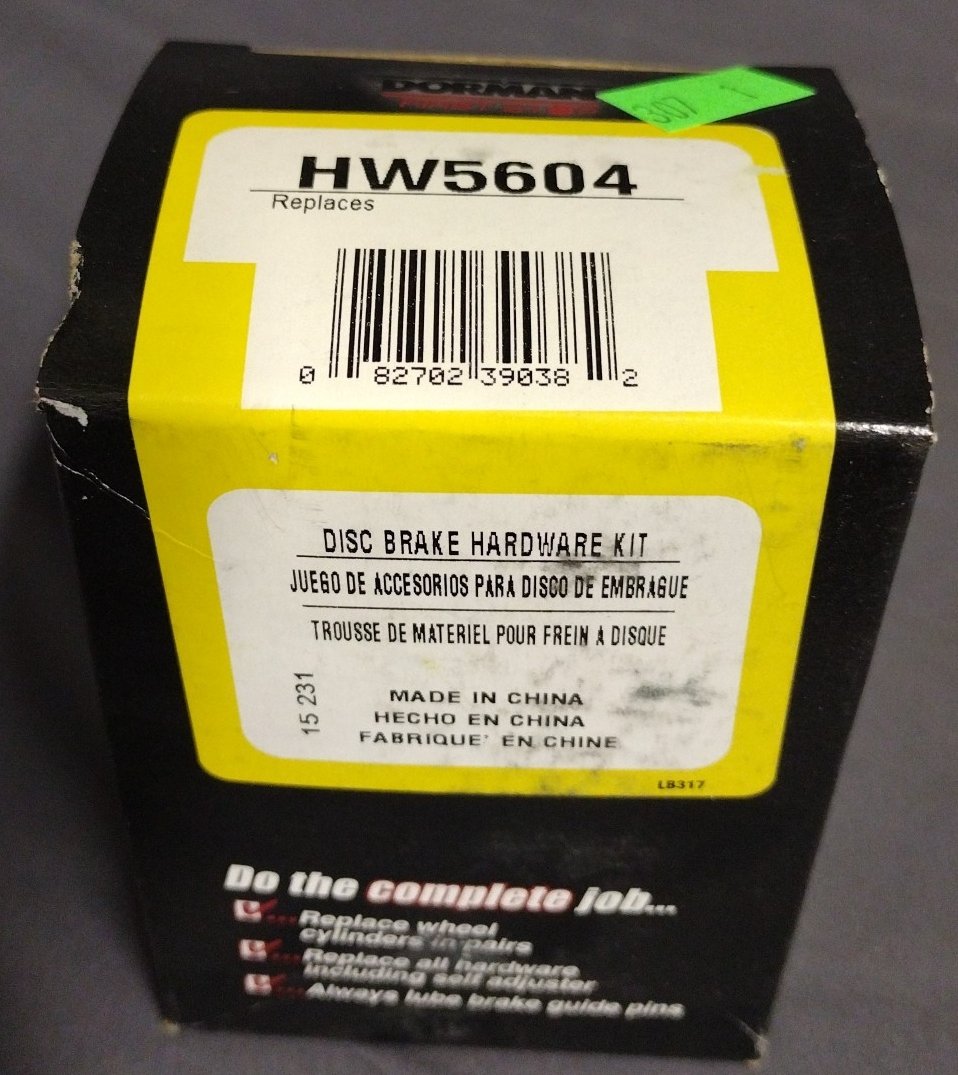 DORMAN
307 1
HW5604
Replaces
0 82702 39038 2
DISC BRAKE HARDWARE KIT
JUEGO DE ACCESORIOS PARA DISCO DE EMBRAGUE
TROUSSE DE MATERIEL POUR FREIN A DISQUE
15 231
MADE IN CHINA
HECHO EN CHINA
FABRIQUE' EN CHINE
LB317
Do the complete job...
...Replace wheel
cylinders in pairs
...Replace all hardware
including self adjuster
...Always lube brake guide pins